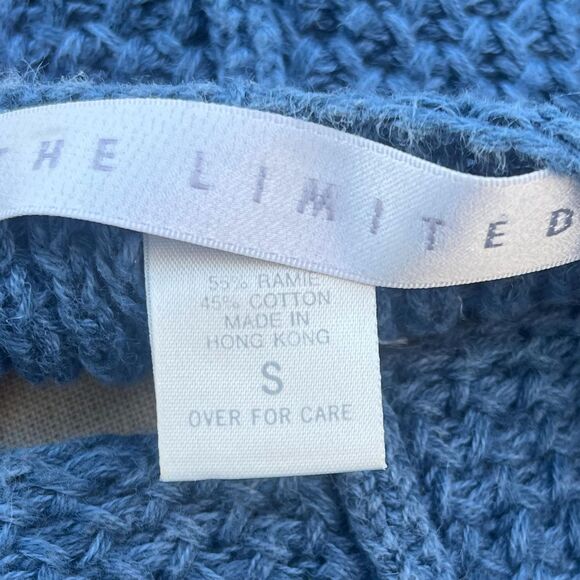 THE LIMITED
55% RAMIE
45% COTTON
MADE IN
HONG KONG
S
OVER FOR CARE